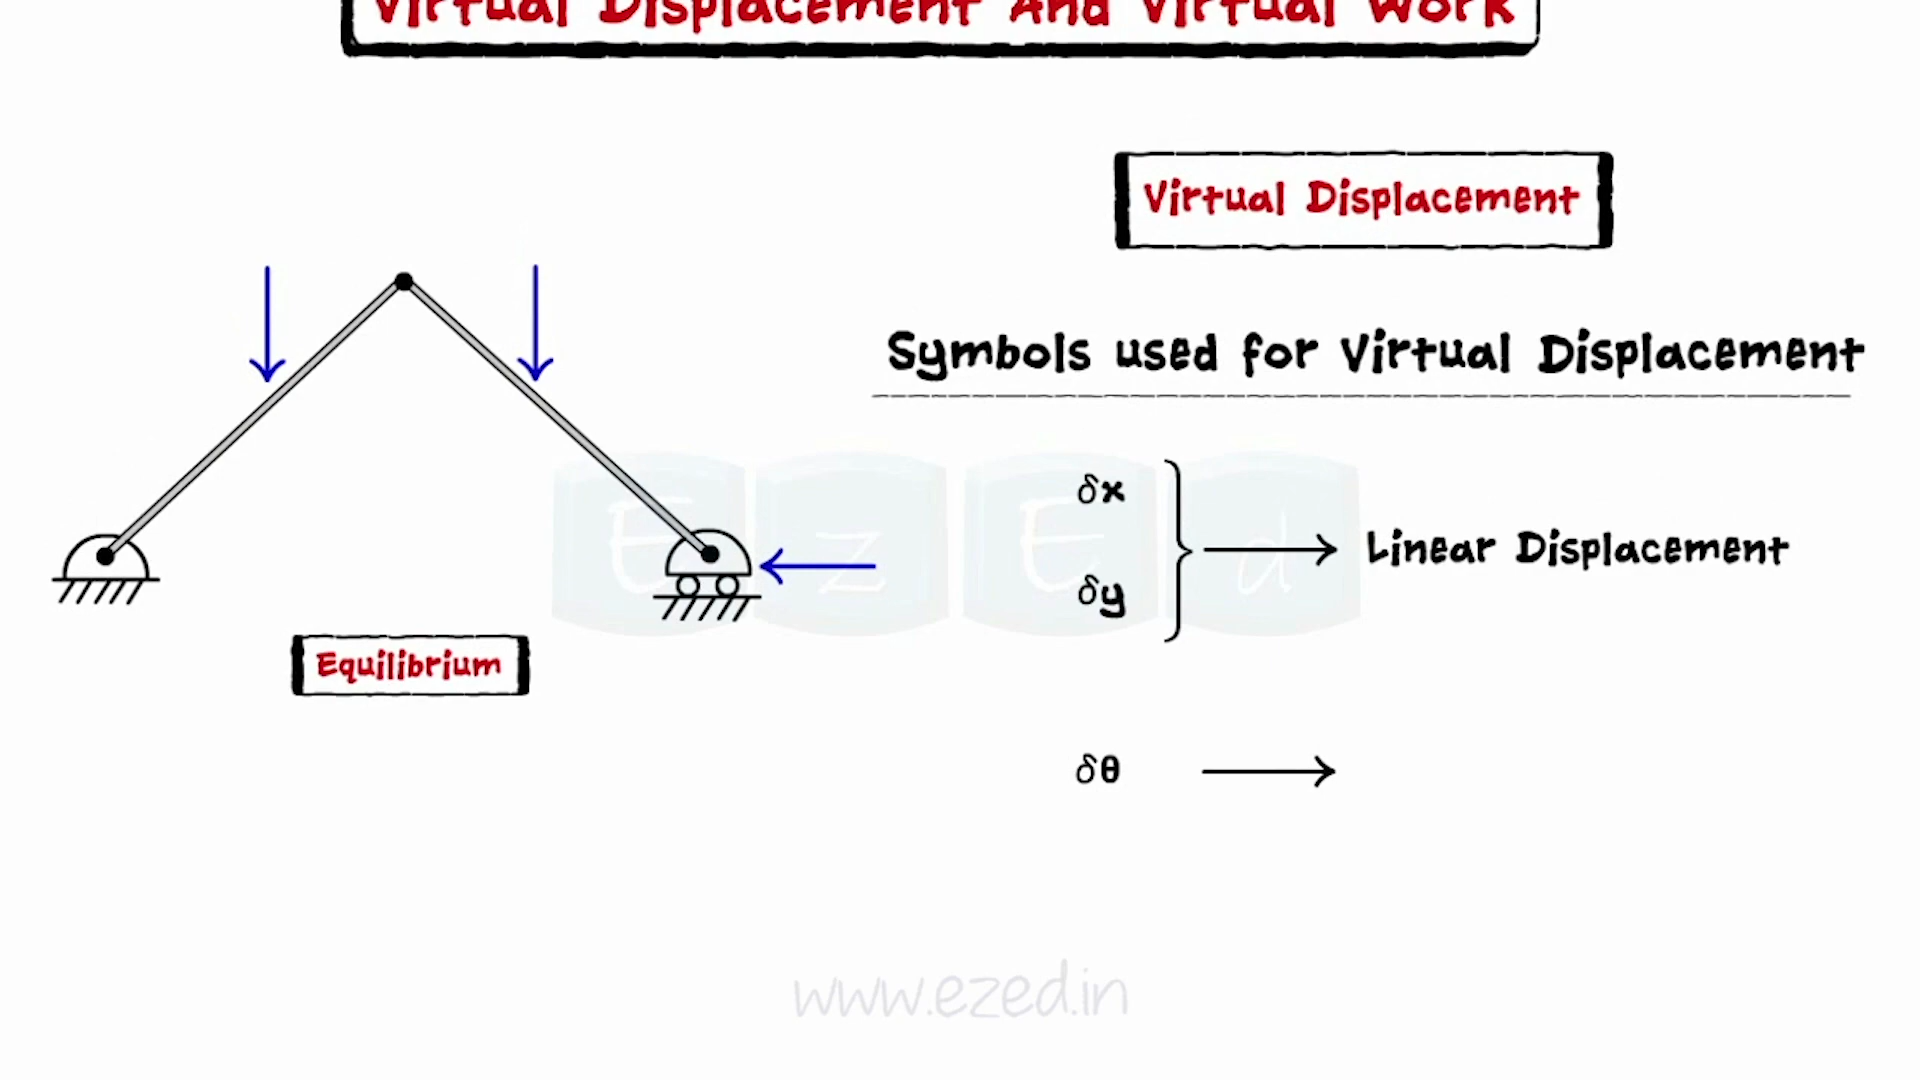 Virtual Displacement And Virtual Work
Virtual Displacement
Symbols used for Virtual Displacement
δx
δy
Linear Displacement
Equilibrium
δθ
E z E d
www.ezed.in